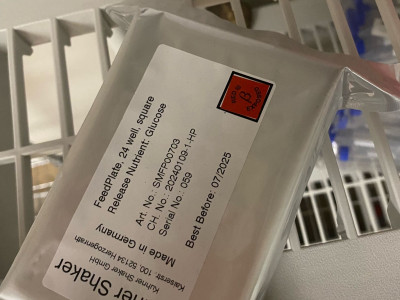 FeedPlate, 24 well, square
Release Nutrient: Glucose
Art. No.: SMFP00703
CH. No.: 20240109-1-HP
Serial No.: 059
Best Before: 07/2025
Made in Germany
Kaiserstr. 100, 52134 Herzogenrath
Kuhner Shaker GmbH
ner Shaker
β